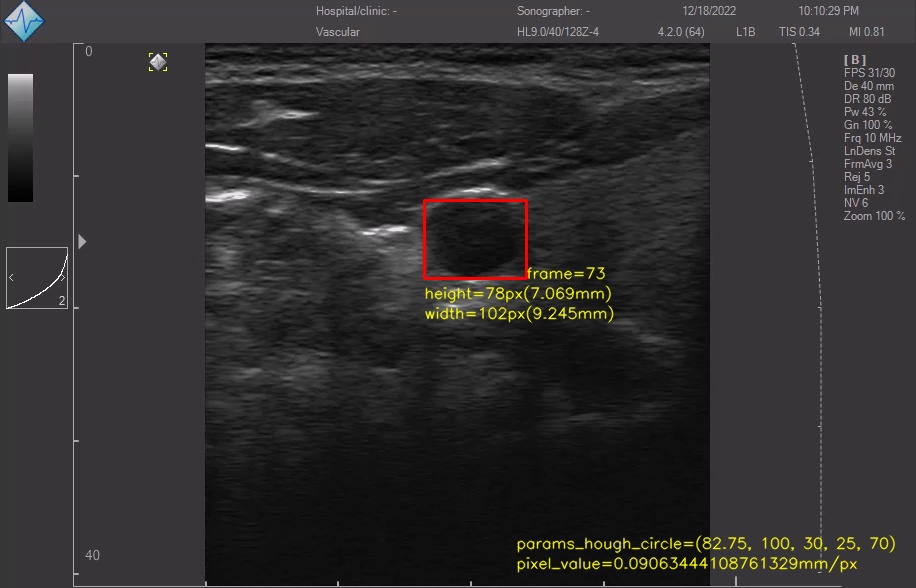 Hospital/clinic: - Sonographer: - 12/18/2022 10:10:29 PM
Vascular HL9.0/40/128Z-4 4.2.0 (64) L1B TIS 0.34 MI 0.81
0
[ B ]
FPS 31/30
De 40 mm
DR 80 dB
Pw 43 %
Gn 100 %
Frq 10 MHz
LnDens St
FrmAvg 3
Rej 5
ImEnh 3
NV 6
Zoom 100 %
2
frame=73
height=78px(7.069mm)
width=102px(9.245mm)
40
params_hough_circle=(82.75, 100, 30, 25, 70)
pixel_value=0.09063444108761329mm/px